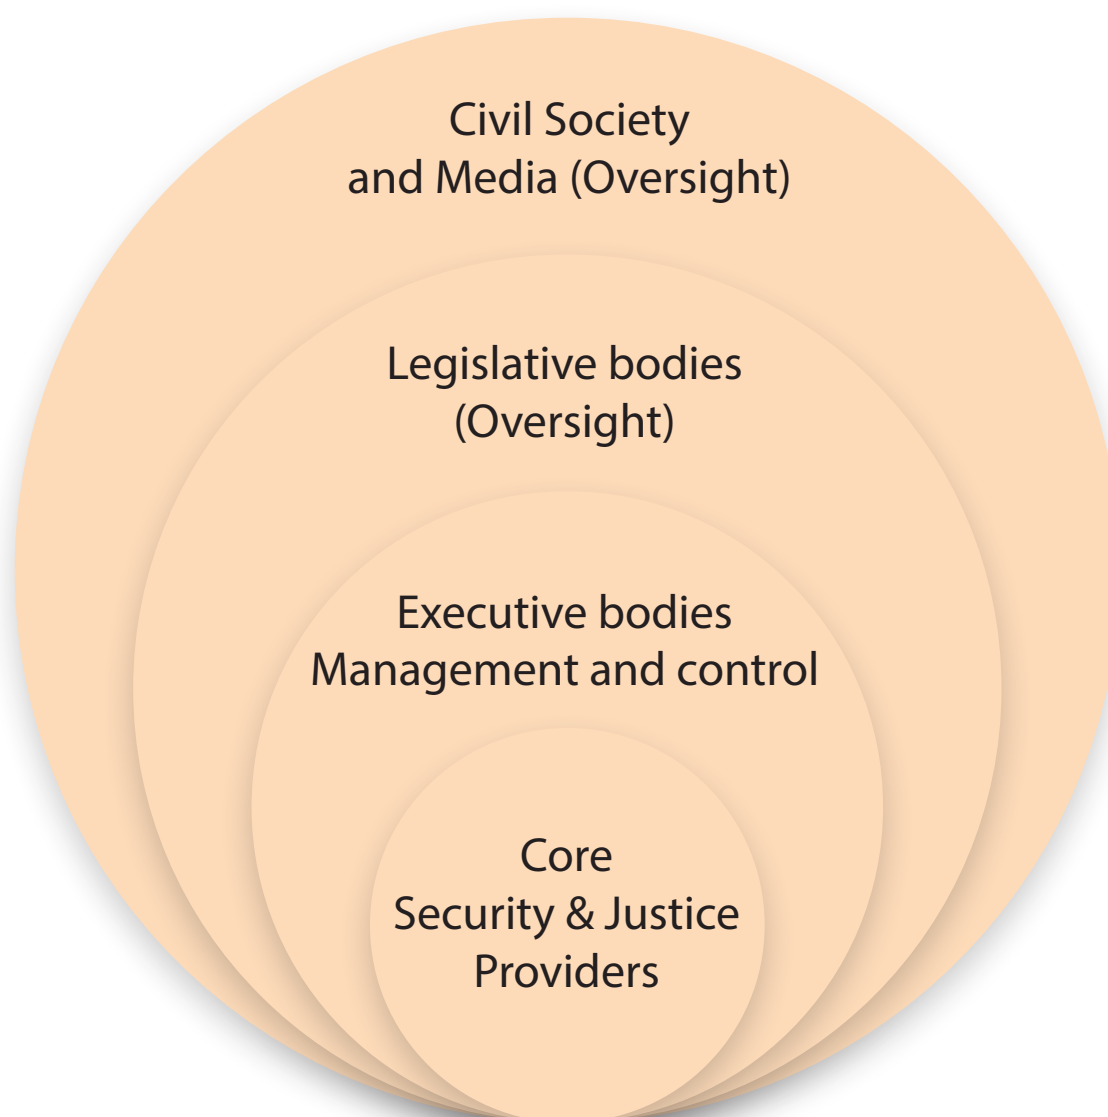 Civil Society
and Media (Oversight)
Legislative bodies
(Oversight)
Executive bodies
Management and control
Core
Security & Justice
Providers